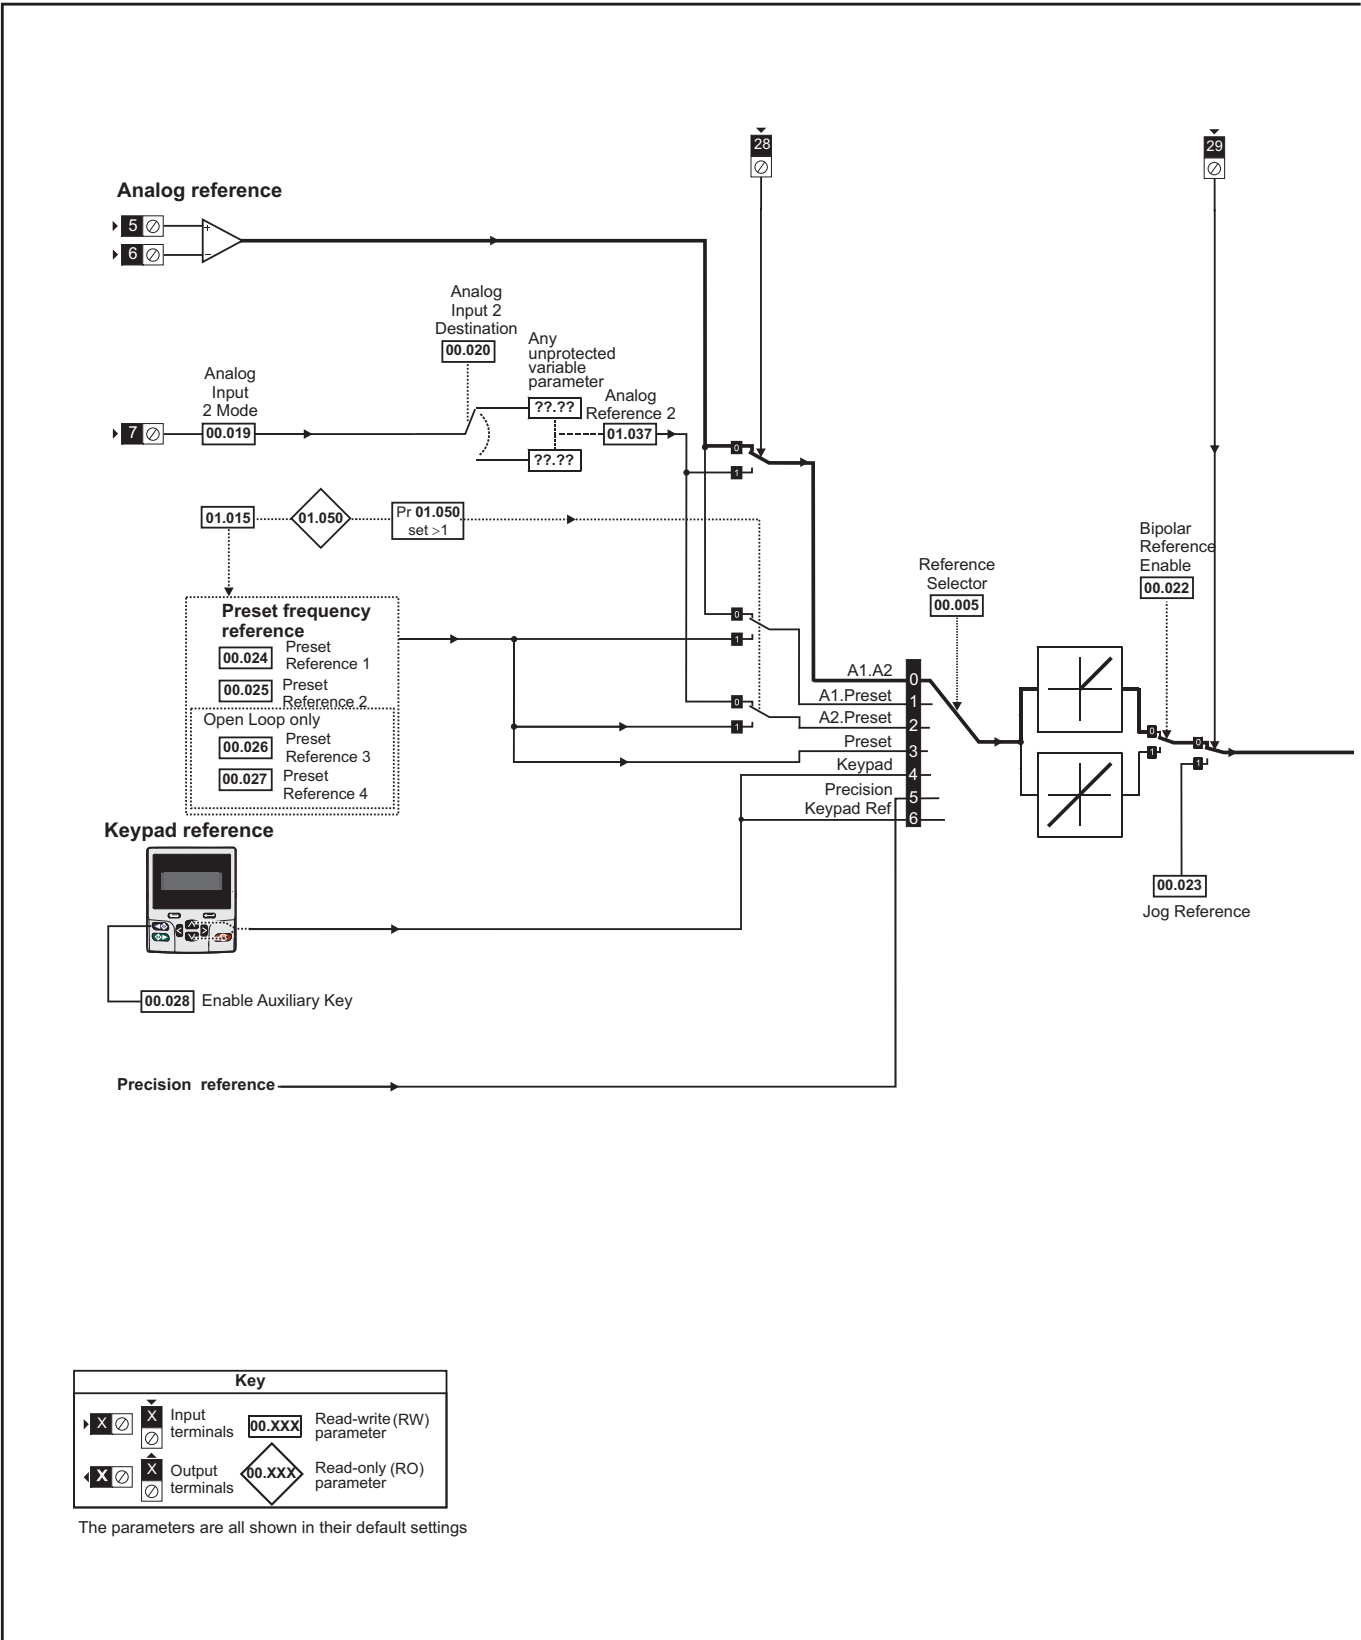 28
29
Analog reference
5
+
6
−
Analog
Input 2
Destination
00.020
Any
unprotected
variable
parameter
??.??
??.??
Analog
Input
2 Mode
7
00.019
Analog
Reference 2
01.037
0
1
01.015
01.050
Pr 01.050
set >1
Preset frequency
reference
00.024
Preset
Reference 1
00.025
Preset
Reference 2
Open Loop only
00.026
Preset
Reference 3
00.027
Preset
Reference 4
0
1
0
1
Reference
Selector
00.005
Bipolar
Reference
Enable
00.022
A1.A2
0
A1.Preset
1
A2.Preset
2
Preset
3
Keypad
4
Precision
5
Keypad Ref
6
0
1
0
1
00.023
Jog Reference
Keypad reference
00.028
Enable Auxiliary Key
Precision reference
Key
X
X
Input
terminals
00.XXX
Read-write (RW)
parameter
X
X
Output
terminals
00.XXX
Read-only (RO)
parameter
The parameters are all shown in their default settings